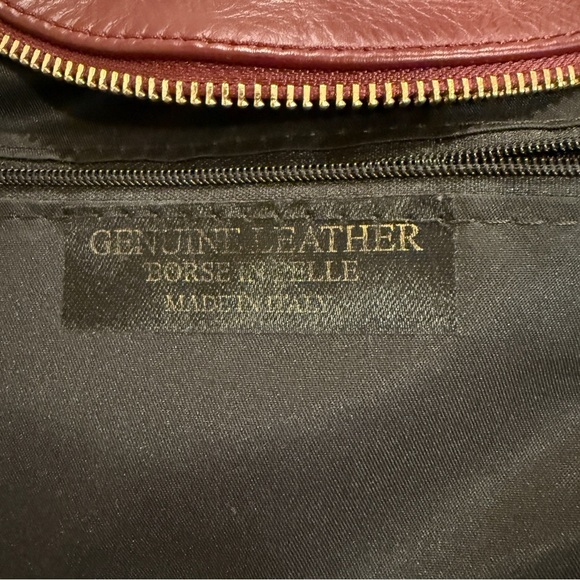 GENUINE LEATHER
BORSE IN PELLE
MADE IN ITALY